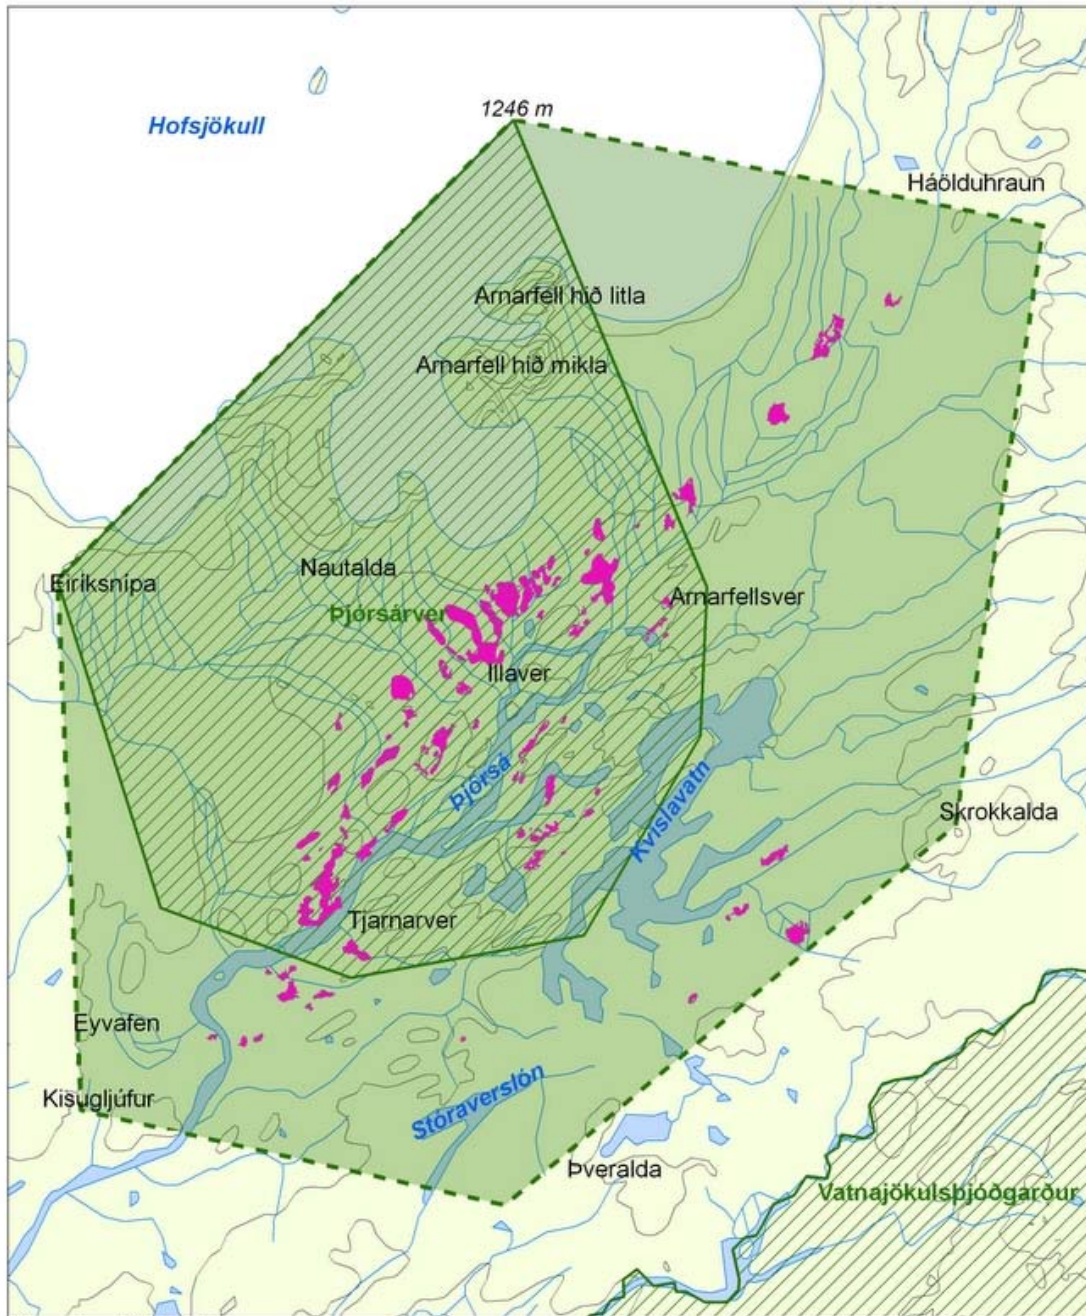 1246 m
Hofsjökull
Háölduhraun
Arnarfell hið litla
Arnarfell hið mikla
Nautalda
Eiríksnípa
Arnarfellsver
Þjórsárver
Illaver
Þjórsá
Kvíslavatn
Skrokkalda
Tjarnarver
Eyvafen
Kisugljúfur
Stóraverslón
Þveralda
Vatnajökulsþjóðgarður